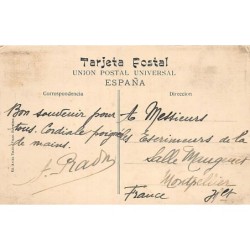 Tarjeta Postal
UNION POSTAL UNIVERSAL
ESPAÑA
Correspondencia
Dirección
Bon souvenir pour
tous. Cordiale poignée
de mains.
A Messieurs
les Escrimeurs de la
Salle
Montpellier
France